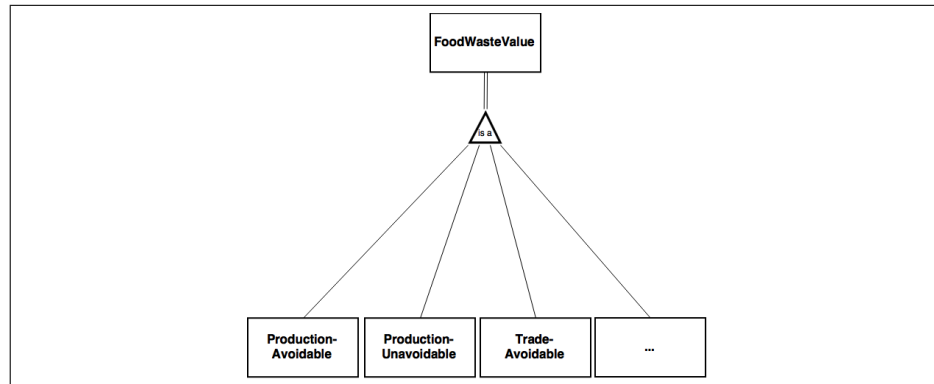 FoodWasteValue
is a
Production-
Avoidable
Production-
Unavoidable
Trade-
Avoidable
...